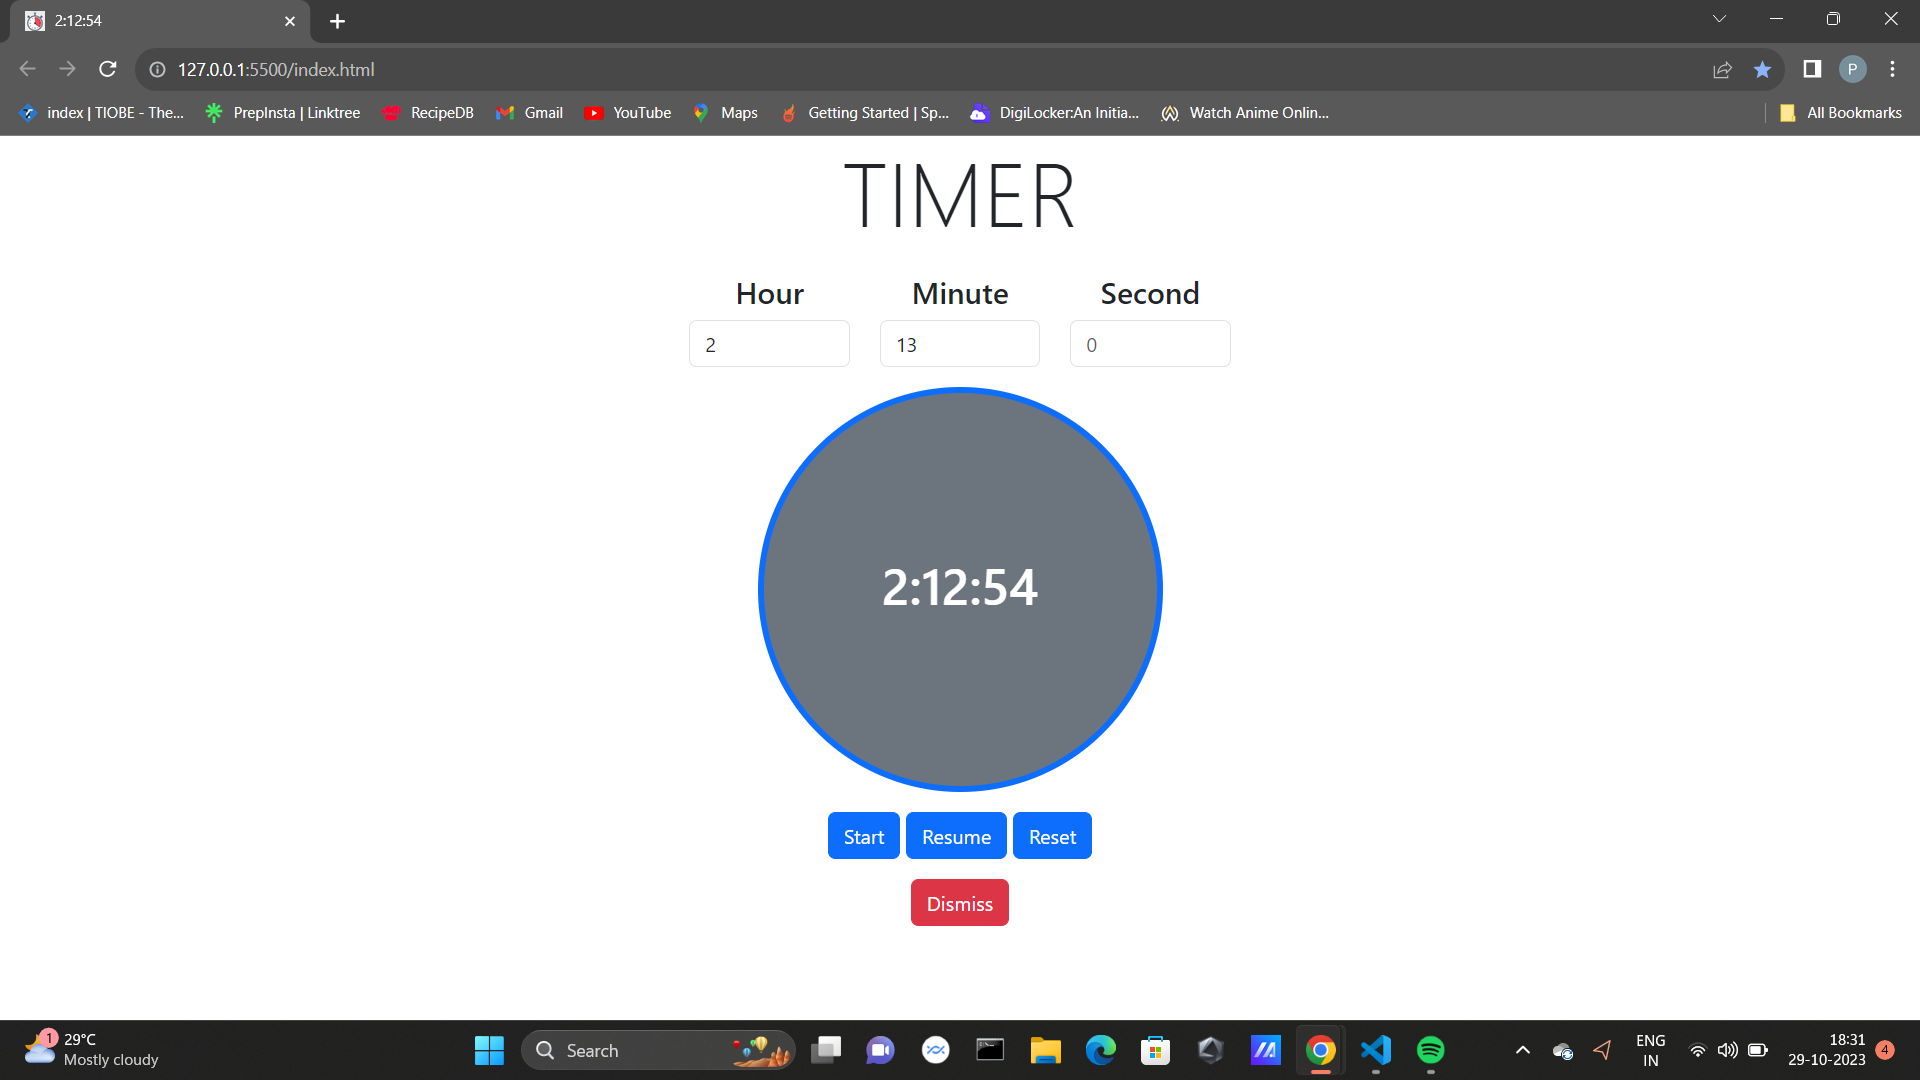 2:12:54
127.0.0.1:5500/index.html
P
index | TIOBE - The...
PrepInsta | Linktree
RecipeDB
Gmail
YouTube
Maps
Getting Started | Sp...
DigiLocker:An Initia...
Watch Anime Onlin...
All Bookmarks
TIMER
Hour
Minute
Second
2
13
0
2:12:54
Start
Resume
Reset
Dismiss
1
29°C
Mostly cloudy
Search
ENG
IN
18:31
29-10-2023
4